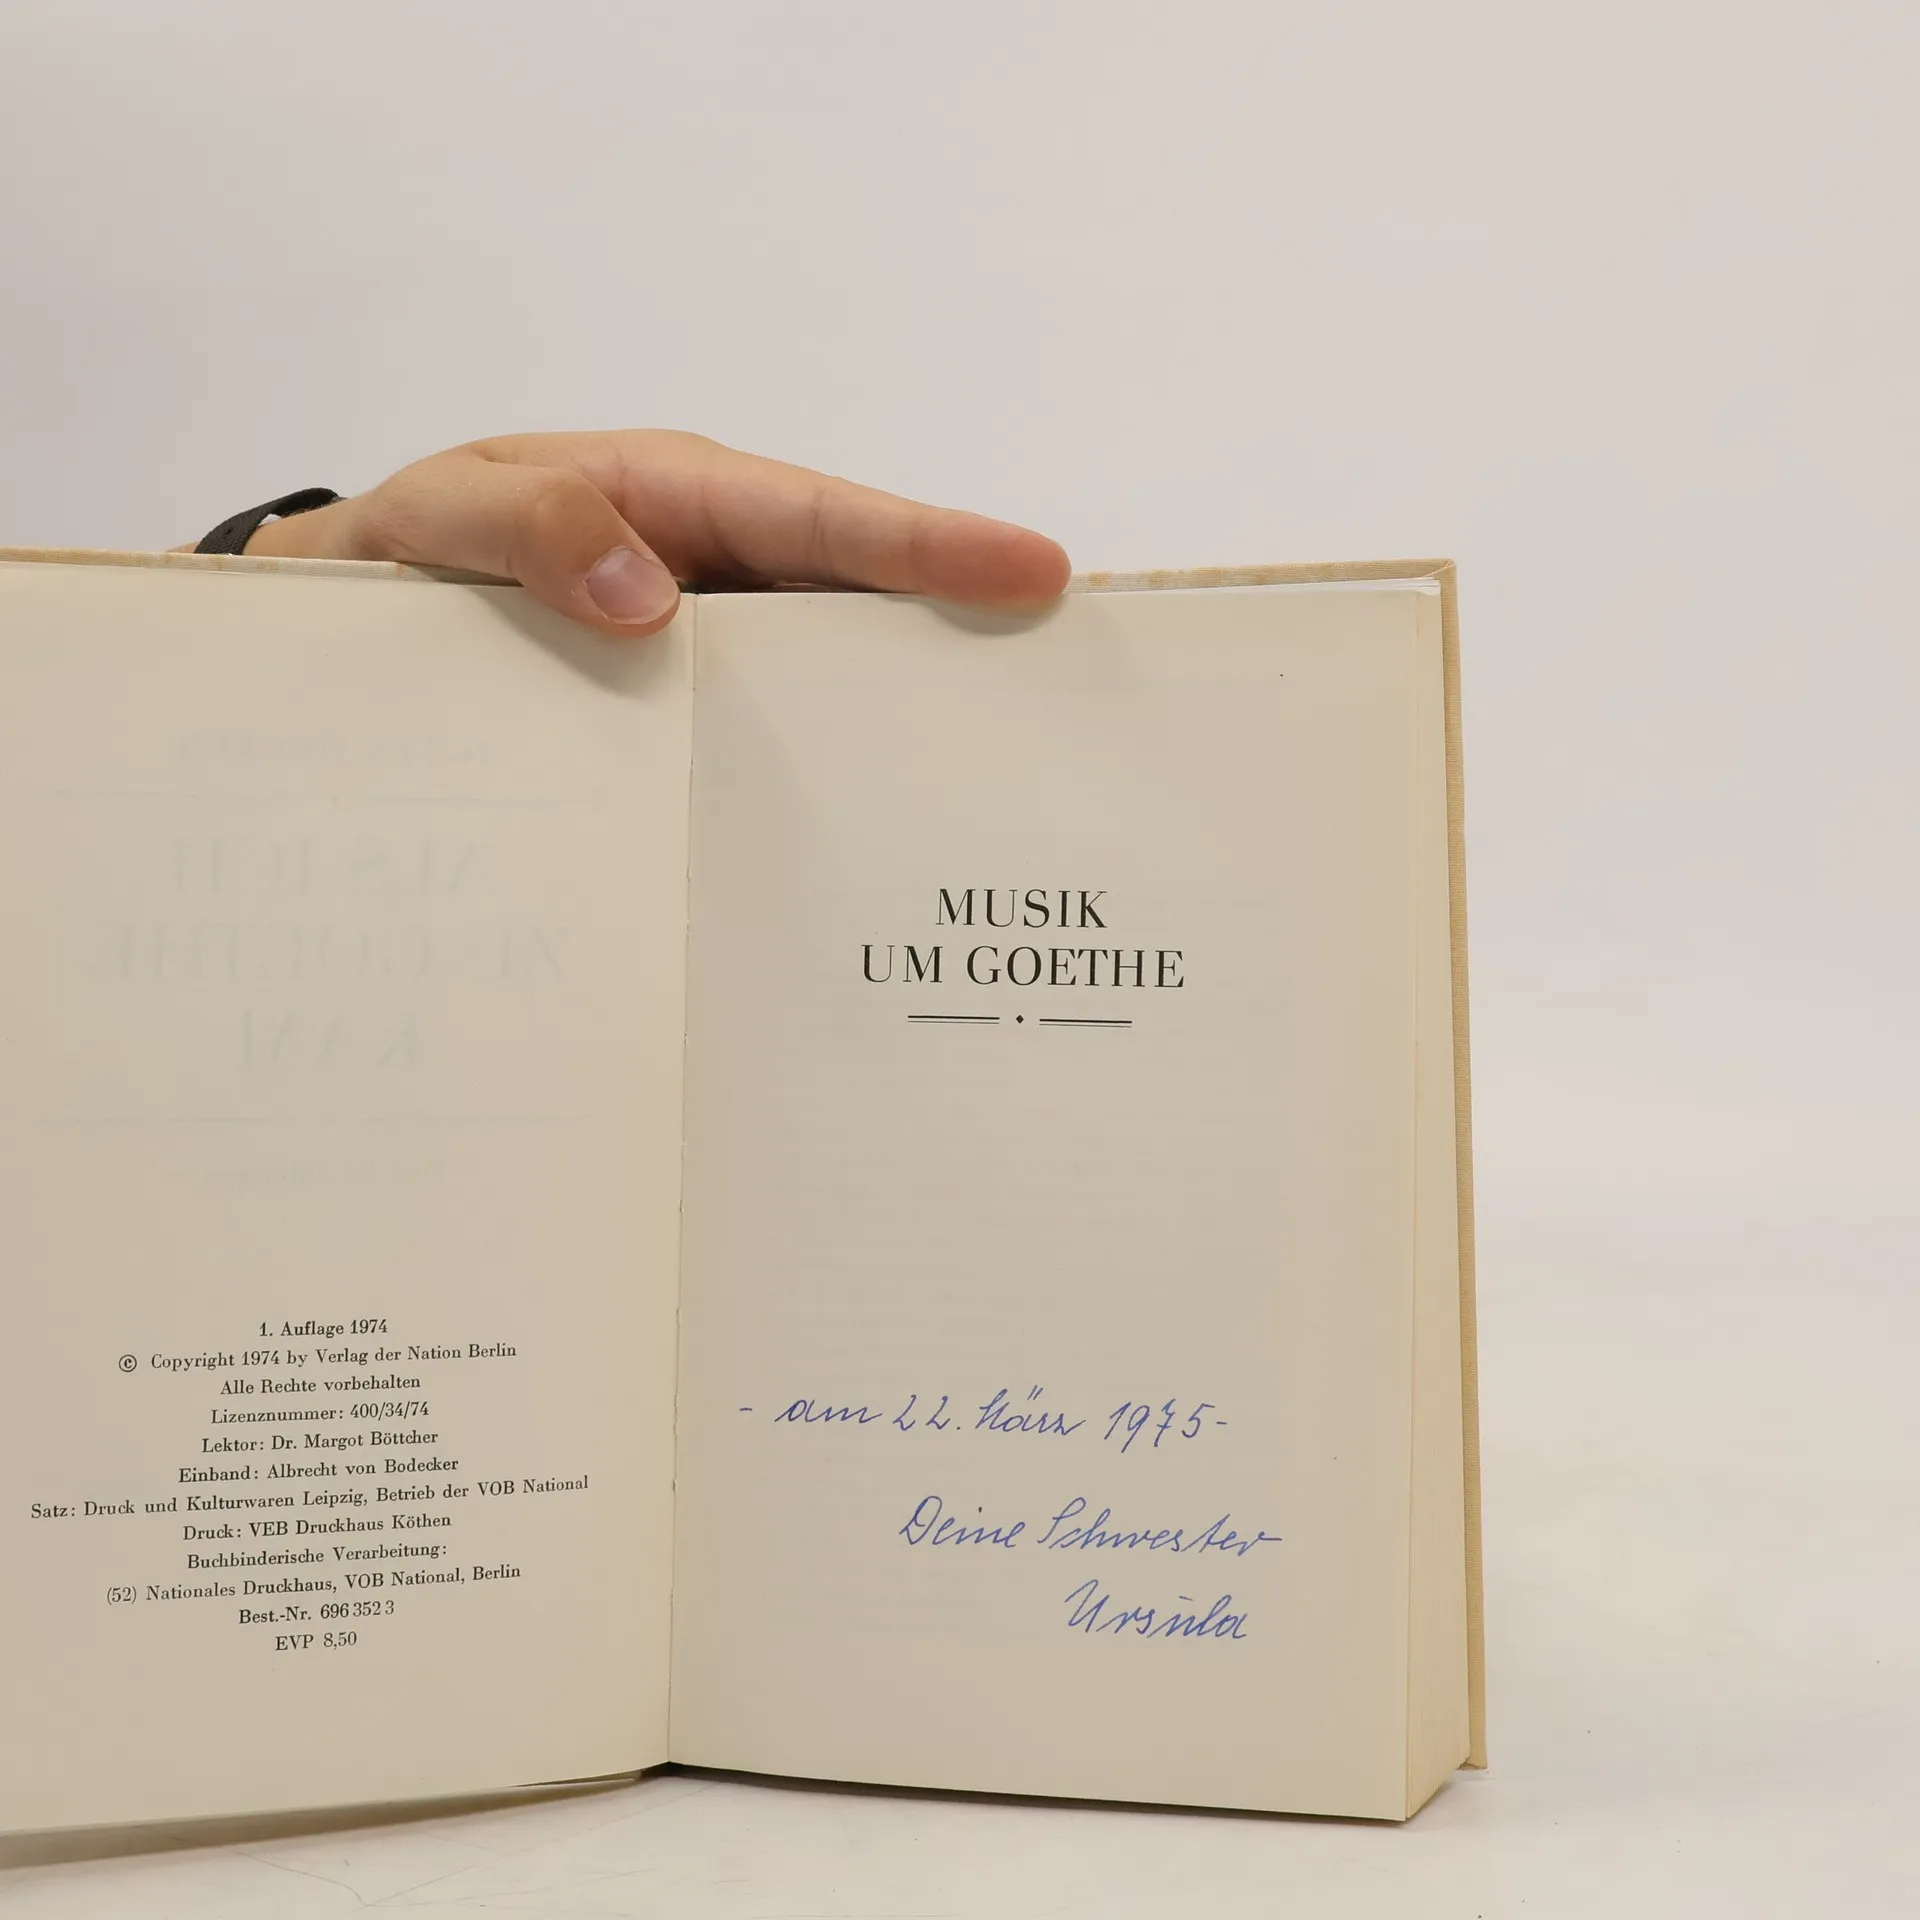 1. Auflage 1974
© Copyright 1974 by Verlag der Nation Berlin
Alle Rechte vorbehalten
Lizenznummer: 400/34/74
Lektor: Dr. Margot Böttcher
Einband: Albrecht von Bodecker
Satz: Druck und Kulturwaren Leipzig, Betrieb der VOB National
Druck: VEB Druckhaus Köthen
Buchbinderische Verarbeitung:
(52) Nationales Druckhaus, VOB National, Berlin
Best.-Nr. 696 352 3
EVP 8,50
MUSIK
UM GOETHE
- am 22. März 1975-
Deine Schwester
Ursula